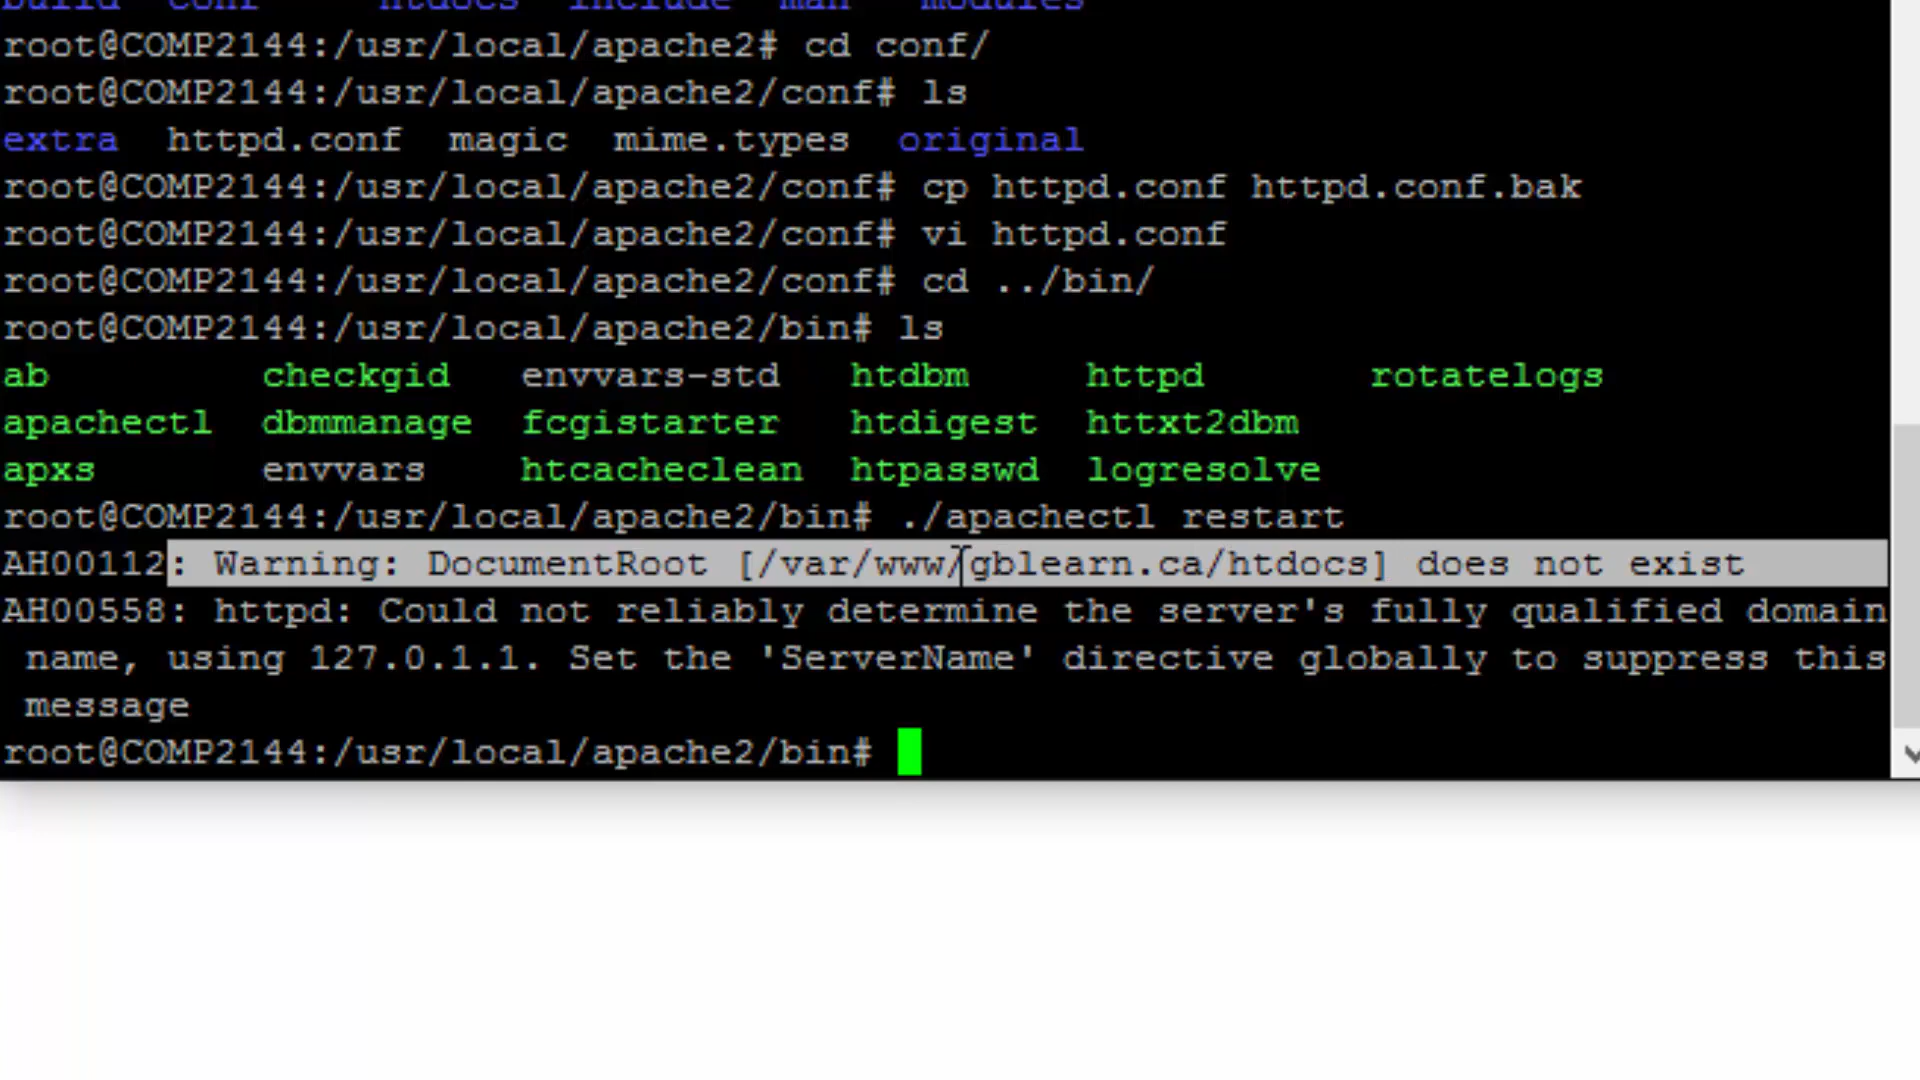 build conf htdocs include man modules
root@COMP2144:/usr/local/apache2# cd conf/
root@COMP2144:/usr/local/apache2/conf# ls
extra httpd.conf magic mime.types original
root@COMP2144:/usr/local/apache2/conf# cp httpd.conf httpd.conf.bak
root@COMP2144:/usr/local/apache2/conf# vi httpd.conf
root@COMP2144:/usr/local/apache2/conf# cd ../bin/
root@COMP2144:/usr/local/apache2/bin# ls
ab checkgid envvars-std htdbm httpd rotatelogs
apachectl dbmmanage fcgistarter htdigest httxt2dbm
apxs envvars htcacheclean htpasswd logresolve
root@COMP2144:/usr/local/apache2/bin# ./apachectl restart
AH00112: Warning: DocumentRoot [/var/www/gblearn.ca/htdocs] does not exist
AH00558: httpd: Could not reliably determine the server's fully qualified domain
name, using 127.0.1.1. Set the 'ServerName' directive globally to suppress this
message
root@COMP2144:/usr/local/apache2/bin#